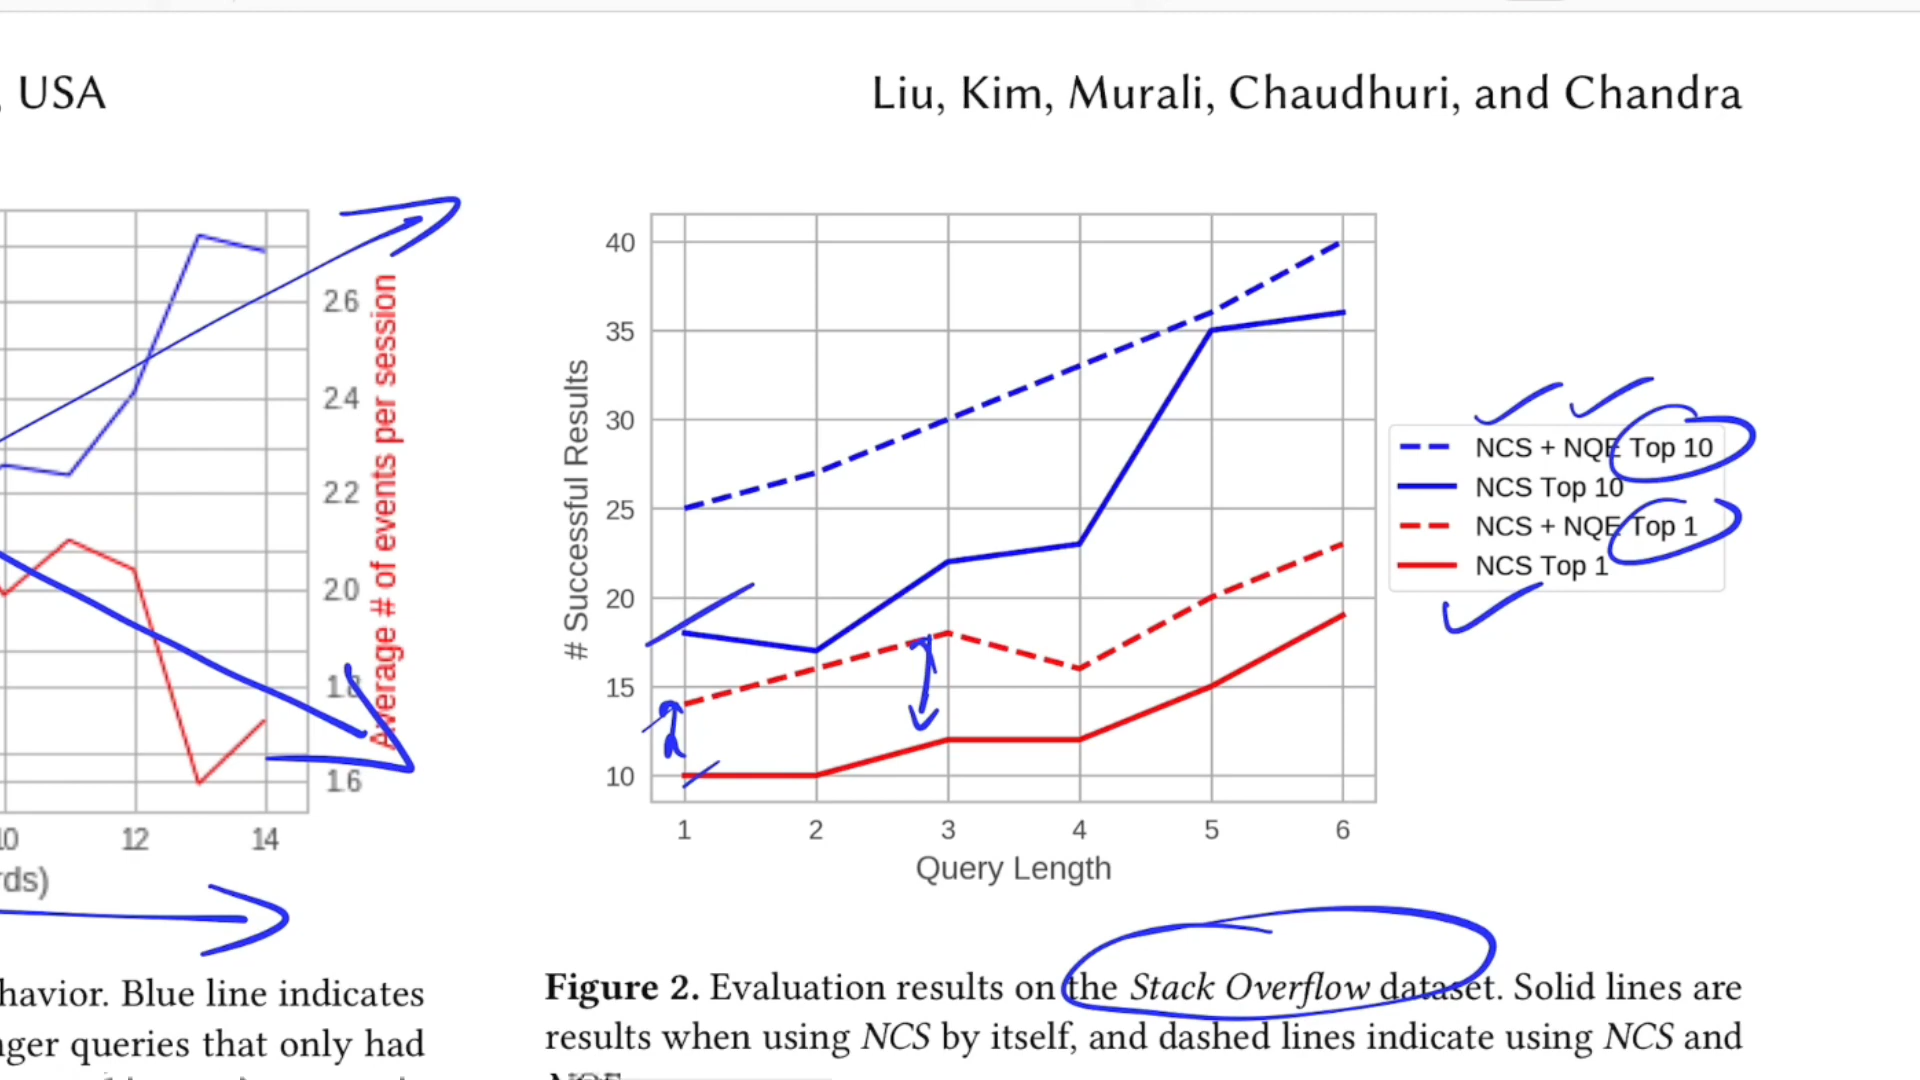 , USA
Liu, Kim, Murali, Chaudhuri, and Chandra
26
24
22
20
18
16
Average # of events per session
10
12
14
rds)
havior. Blue line indicates
nger queries that only had
40
35
30
25
20
15
10
# Successful Results
1
2
3
4
5
6
Query Length
NCS + NQE Top 10
NCS Top 10
NCS + NQE Top 1
NCS Top 1
Figure 2. Evaluation results on the Stack Overflow dataset. Solid lines are
results when using NCS by itself, and dashed lines indicate using NCS and